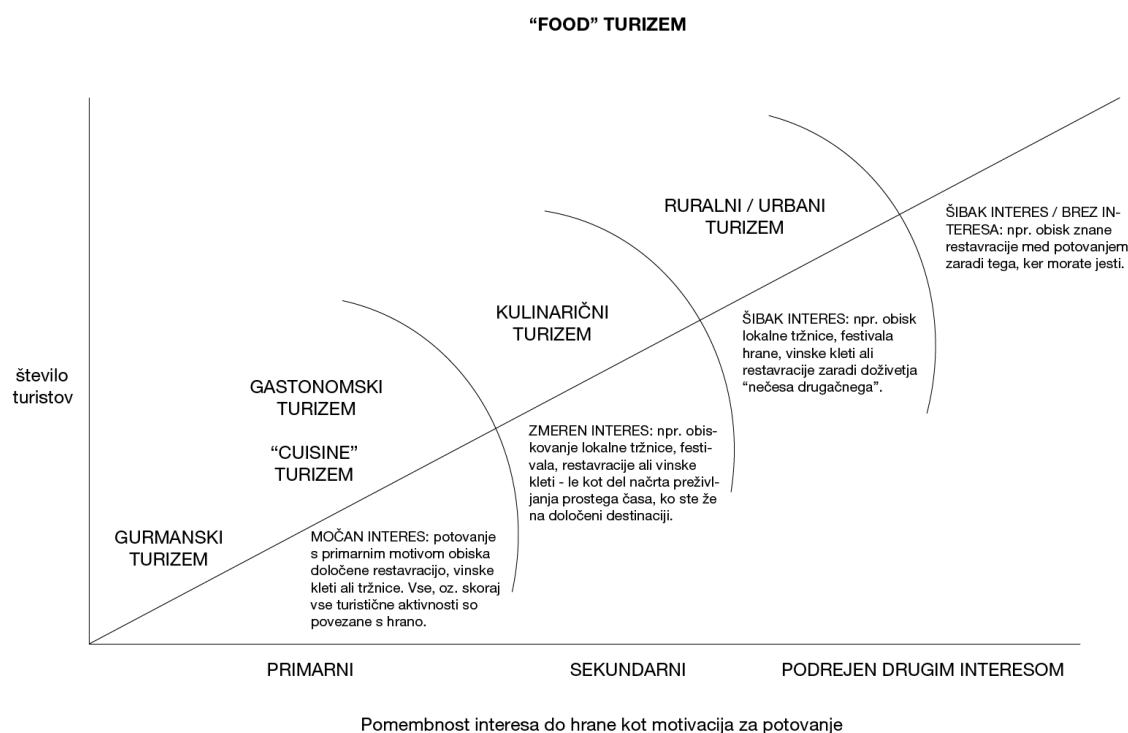 “FOOD” TURIZEM
RURALNI / URBANI
TURIZEM
ŠIBAK INTERES / BREZ IN-
TERESA: npr. obisk znane
restavracije med potovanjem
zaradi tega, ker morate jesti.
KULINARIČNI
TURIZEM
ŠIBAK INTERES: npr. obisk
lokalne tržnice, festivala
hrane, vinske kleti ali
restavracije zaradi doživetja
“nečesa drugačnega”.
število
turistov
GASTONOMSKI
TURIZEM
“CUISINE”
TURIZEM
ZMEREN INTERES: npr. obis-
kovanje lokalne tržnice, festi-
vala, restavracije ali vinske
kleti - le kot del načrta preživl-
janja prostega časa, ko ste že
na določeni destinaciji.
GURMANSKI
TURIZEM
MOČAN INTERES: potovanje
s primarnim motivom obiska
določene restavracijo, vinske
kleti ali tržnice. Vse, oz. skoraj
vse turistične aktivnosti so
povezane s hrano.
PRIMARNI
SEKUNDARNI
PODREJEN DRUGIM INTERESOM
Pomembnost interesa do hrane kot motivacija za potovanje